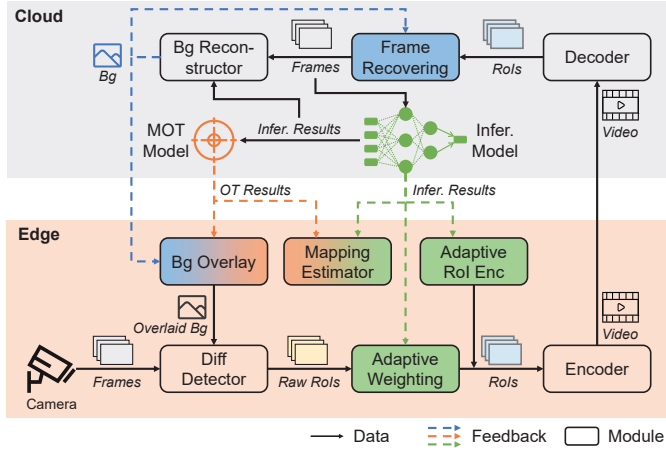 Cloud
Bg
Bg Recon-
structor
Frames
Frame
Recovering
RoIs
Decoder
Video
MOT
Model
Infer. Results
Infer.
Model
OT Results
Infer. Results
Edge
Bg Overlay
Mapping
Estimator
Adaptive
RoI Enc
Overlaid Bg
Video
Camera
Frames
Diff
Detector
Raw RoIs
Adaptive
Weighting
RoIs
Encoder
Data
Feedback
Module